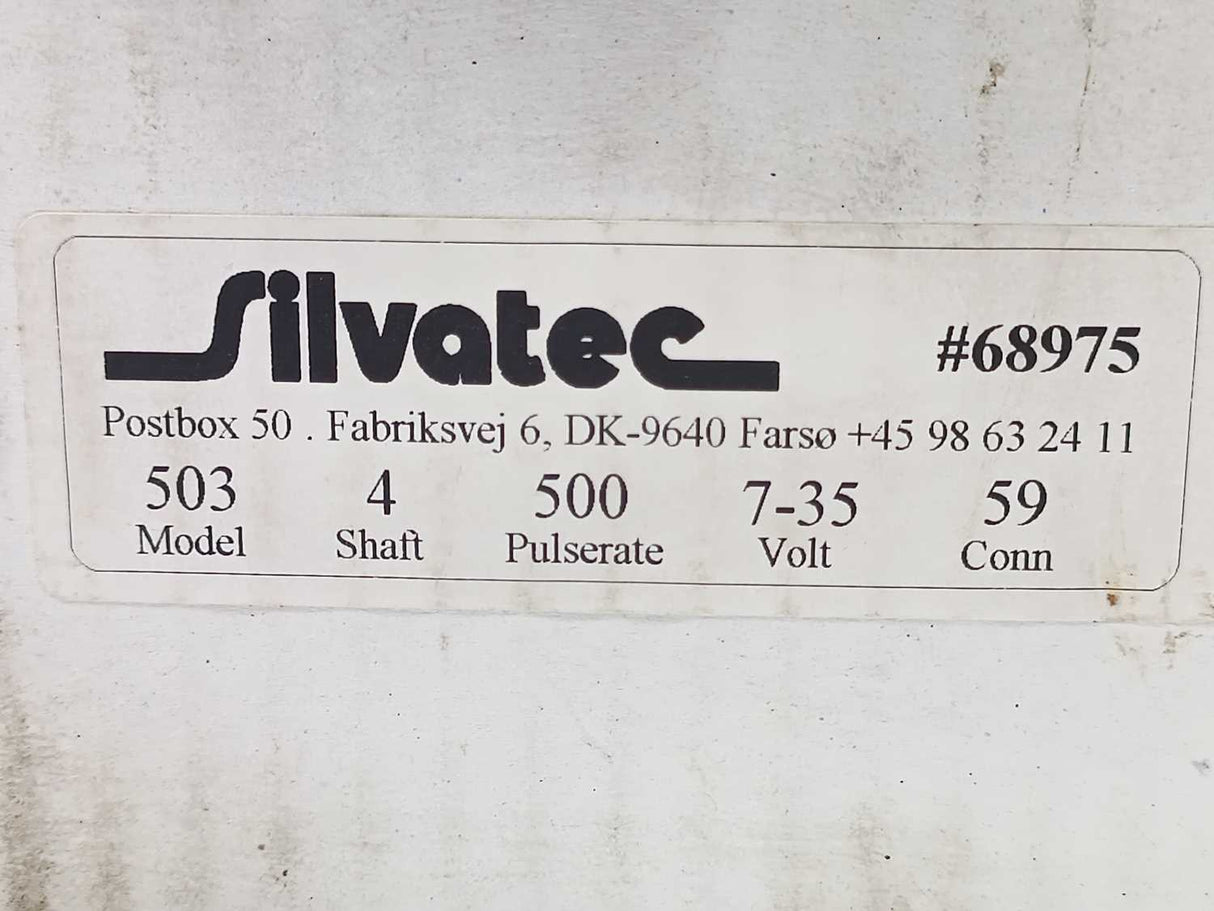 Silvatec #68975
Postbox 50 . Fabriksvej 6, DK-9640 Farsø +45 98 63 24 11
503 4 500 7-35 59
Model Shaft Pulserate Volt Conn